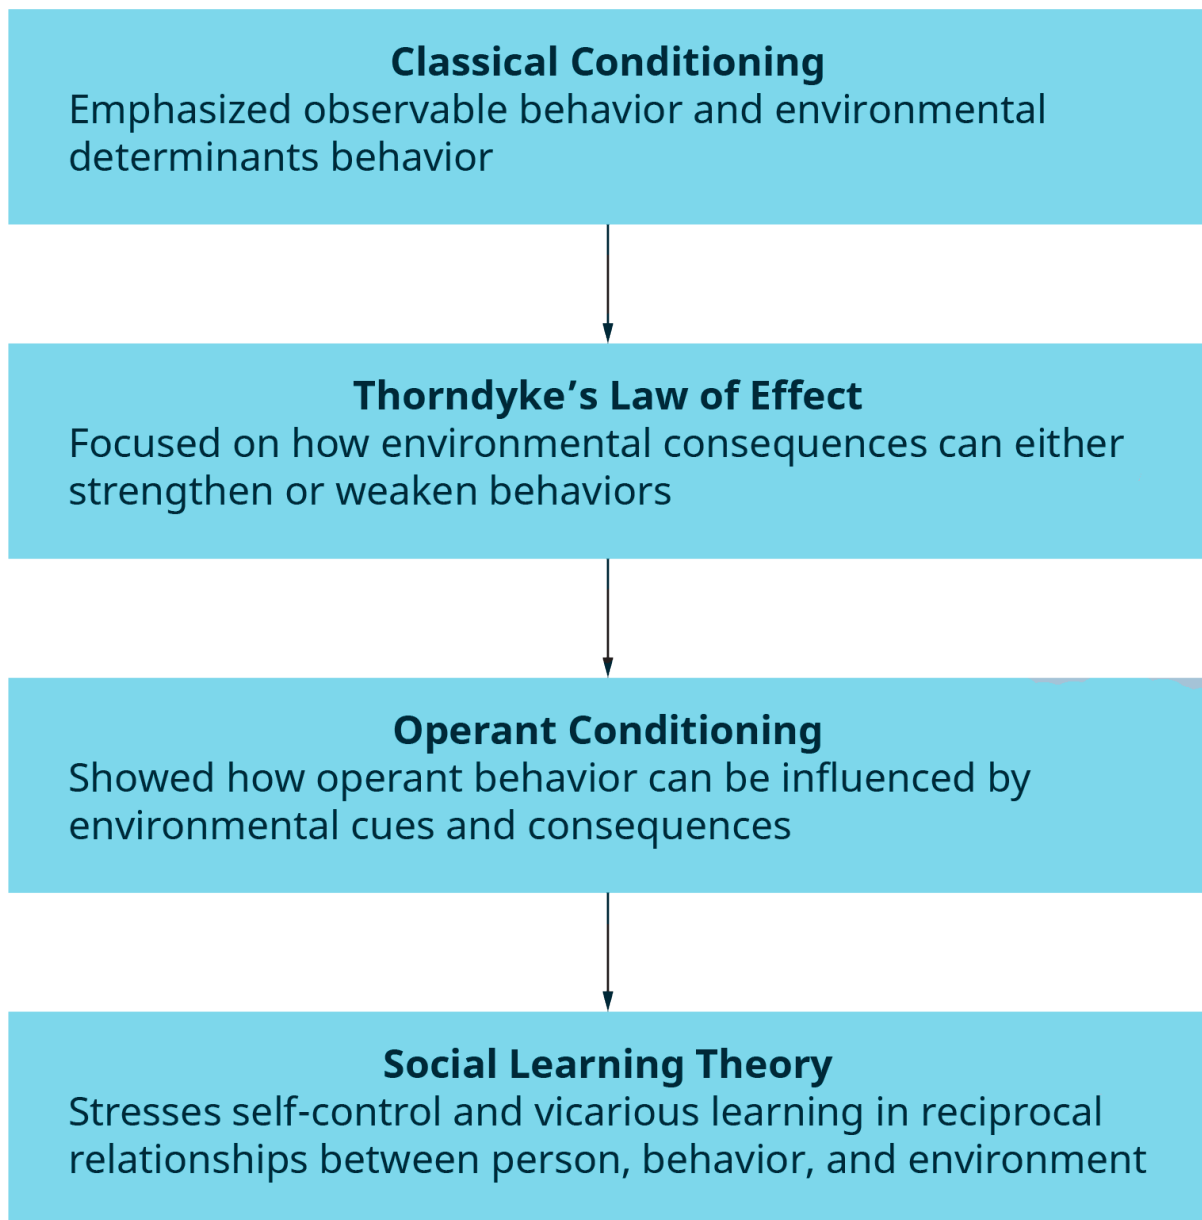 Classical Conditioning
Emphasized observable behavior and environmental
determinants behavior
Thorndyke’s Law of Effect
Focused on how environmental consequences can either
strengthen or weaken behaviors
Operant Conditioning
Showed how operant behavior can be influenced by
environmental cues and consequences
Social Learning Theory
Stresses self-control and vicarious learning in reciprocal
relationships between person, behavior, and environment